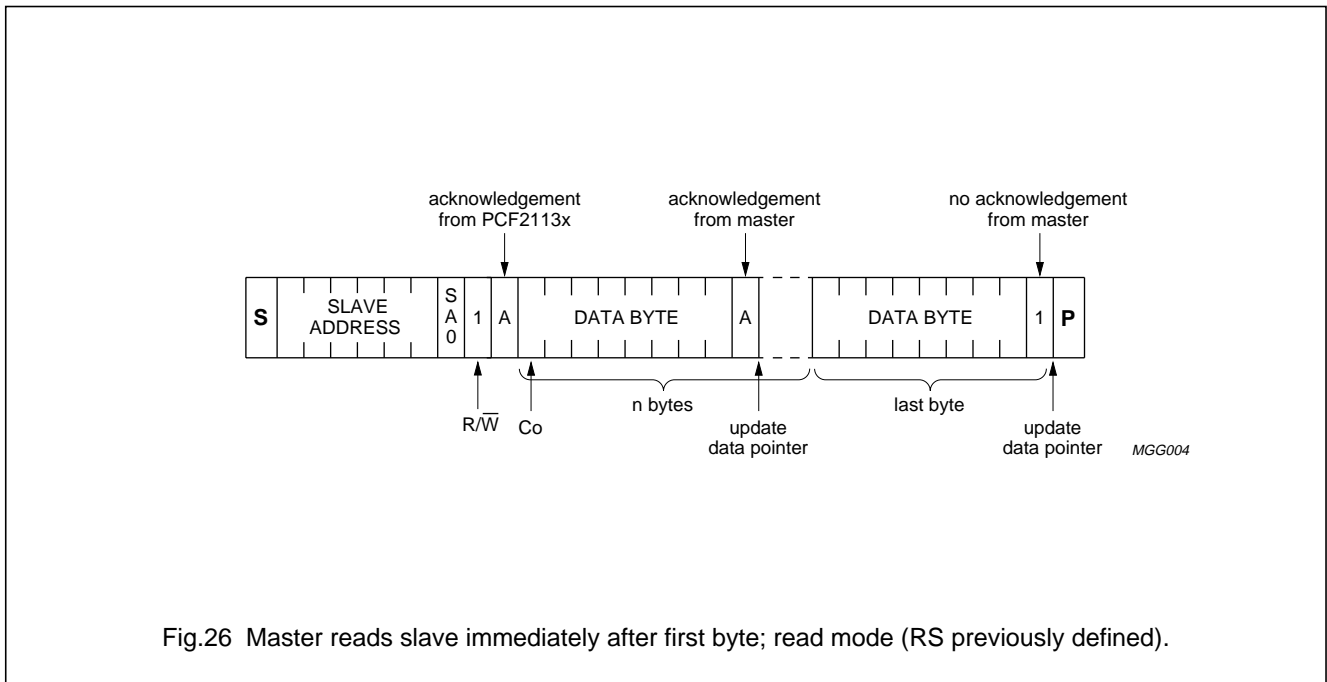 acknowledgement
from PCF2113x
acknowledgement
from master
no acknowledgement
from master
S
SLAVE
ADDRESS
S
A
0
1
A
DATA BYTE
A
DATA BYTE
1
P
R/W̅
Co
n bytes
update
data pointer
last byte
update
data pointer
MGG004
Fig.26 Master reads slave immediately after first byte; read mode (RS previously defined).